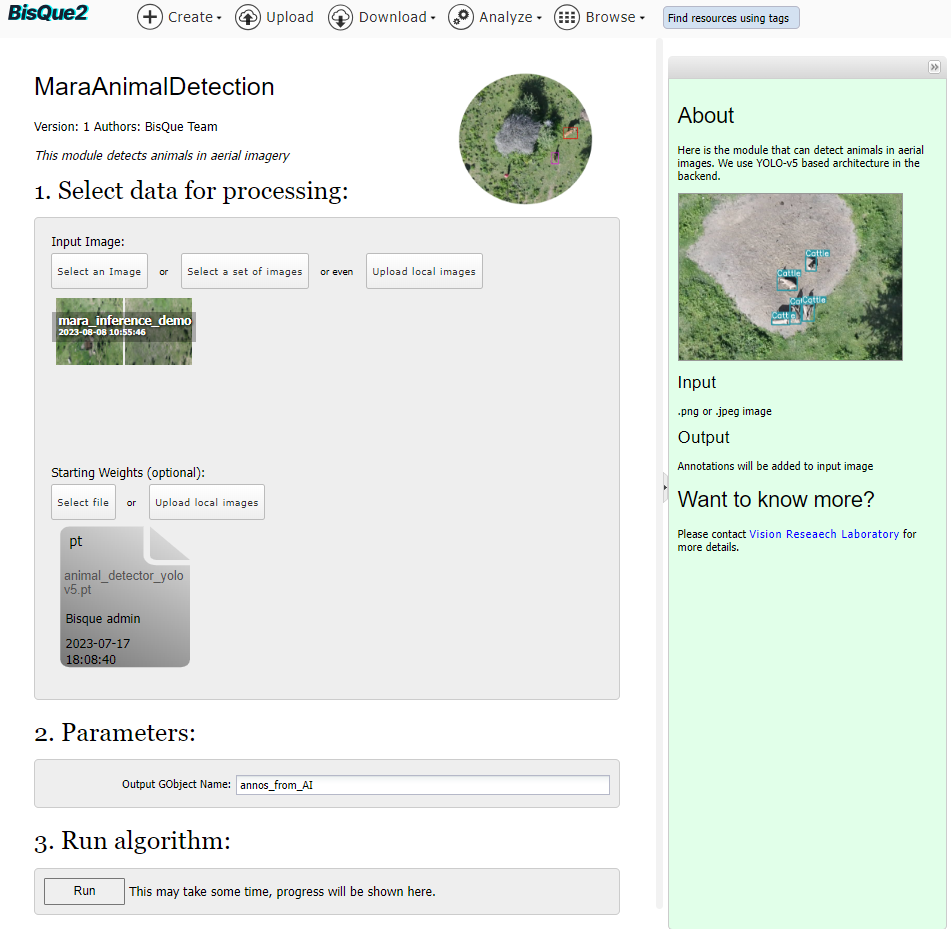 BisQue2
Create
Upload
Download
Analyze
Browse
Find resources using tags
MaraAnimalDetection
Version: 1 Authors: BisQue Team
This module detects animals in aerial imagery
1. Select data for processing:
Input Image:
Select an Image
or
Select a set of images
or even
Upload local images
mara_inference_demo
2023-08-08 10:55:46
Starting Weights (optional):
Select file
or
Upload local images
pt
animal_detector_yolo
v5.pt
Bisque admin
2023-07-17
18:08:40
2. Parameters:
Output GObject Name:
annos_from_AI
3. Run algorithm:
Run
This may take some time, progress will be shown here.
About
Here is the module that can detect animals in aerial
images. We use YOLO-v5 based architecture in the
backend.
Cattle
Cattle
Cattle
Cattle
Input
.png or .jpeg image
Output
Annotations will be added to input image
Want to know more?
Please contact Vision Reseaech Laboratory for
more details.